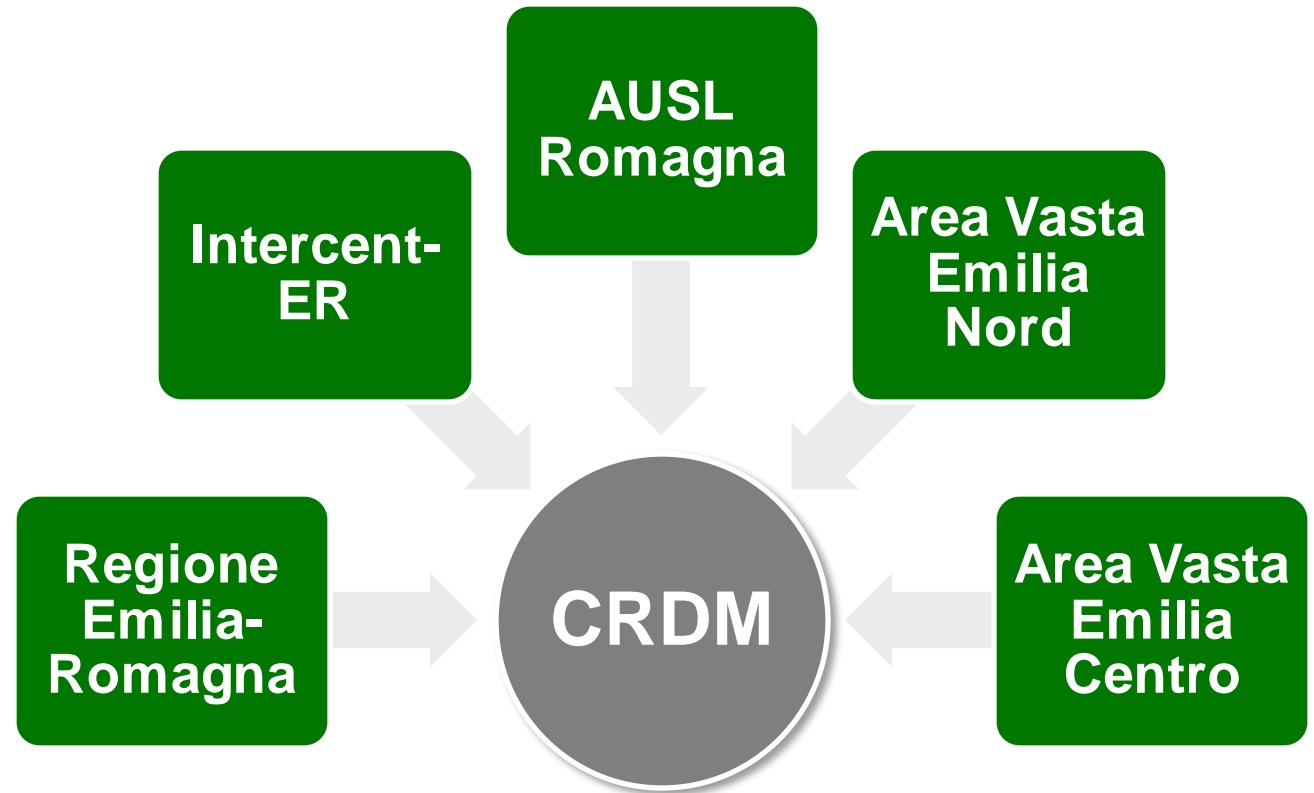 AUSL
Romagna
Intercent-
ER
Area Vasta
Emilia
Nord
Regione
Emilia-
Romagna
CRDM
Area Vasta
Emilia
Centro